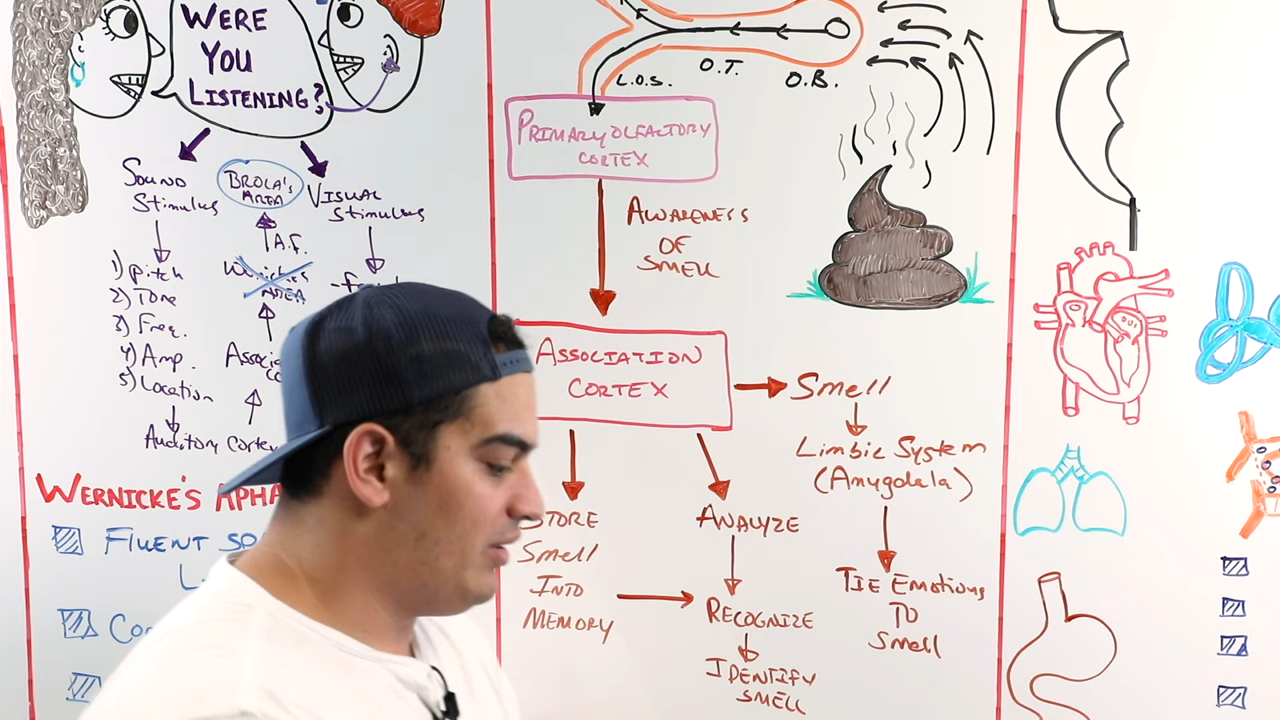 WERE
YOU
LISTENING?
SOUND
Stimulus
BROLA'S
AREA
VISUAL
Stimulus
A.F.
1) Pitch
2) Tone
3) Freq.
4) Amp.
5) Location
AREA
Auditory Cortex
WERNICKE'S APHA
FLUENT
L.O.S.
O.T.
O.B.
PRIMARY OLFACTORY
CORTEX
AWARENESS
OF
SMELL
ASSOCIATION
CORTEX
Smell
Limbic System
(Amygdala)
TIE EMOTIONS
TO
Smell
STORE
Smell
INTO
MEMORY
ANALYZE
RECOGNIZE
IDENTIFY
SMELL